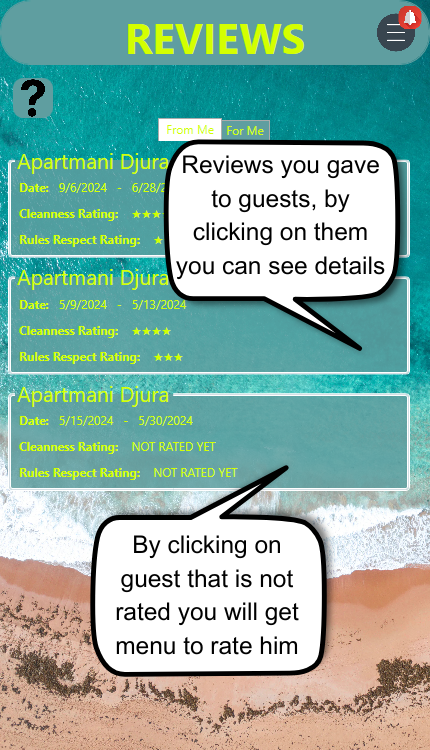 REVIEWS
?
From Me For Me
Apartmani Djura
Date: 9/6/2024 - 6/28/2
Cleanness Rating: ★★★
Rules Respect Rating: ★
Reviews you gave
to guests, by
clicking on them
you can see details
Apartmani Djura
Date: 5/9/2024 - 5/13/2024
Cleanness Rating: ★★★★
Rules Respect Rating: ★★★
Apartmani Djura
Date: 5/15/2024 - 5/30/2024
Cleanness Rating: NOT RATED YET
Rules Respect Rating: NOT RATED YET
By clicking on
guest that is not
rated you will get
menu to rate him